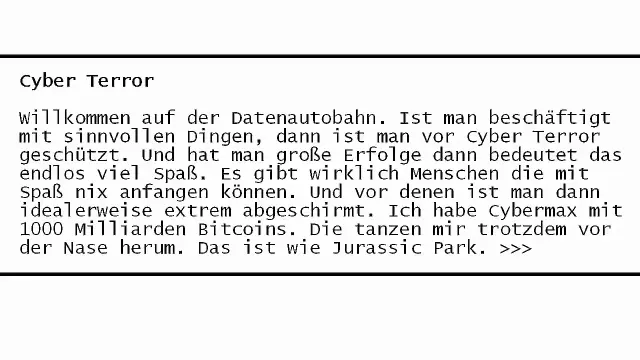 Cyber Terror
Willkommen auf der Datenautobahn. Ist man beschäftigt
mit sinnvollen Dingen, dann ist man vor Cyber Terror
geschützt. Und hat man große Erfolge dann bedeutet das
endlos viel Spaß. Es gibt wirklich Menschen die mit
Spaß nix anfangen können. Und vor denen ist man dann
idealerweise extrem abgeschirmt. Ich habe Cybermax mit
1000 Milliarden Bitcoins. Die tanzen mir trotzdem vor
der Nase herum. Das ist wie Jurassic Park. >>>